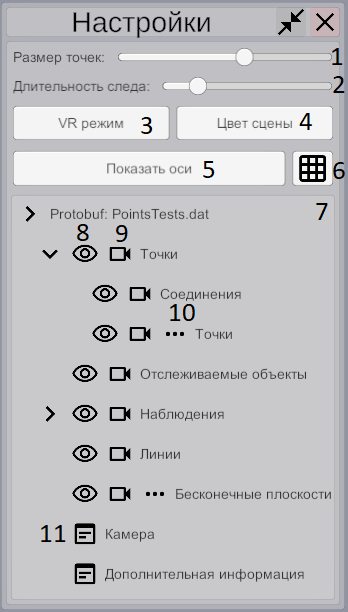 Настройки
Размер точек: 1
Длительность следа: 2
VR режим 3 Цвет сцены 4
Показать оси 5 6
Protobuf: PointsTests.dat 7
8 9
Точки
Соединения
10
Точки
Отслеживаемые объекты
Наблюдения
Линии
Бесконечные плоскости
11 Камера
Дополнительная информация